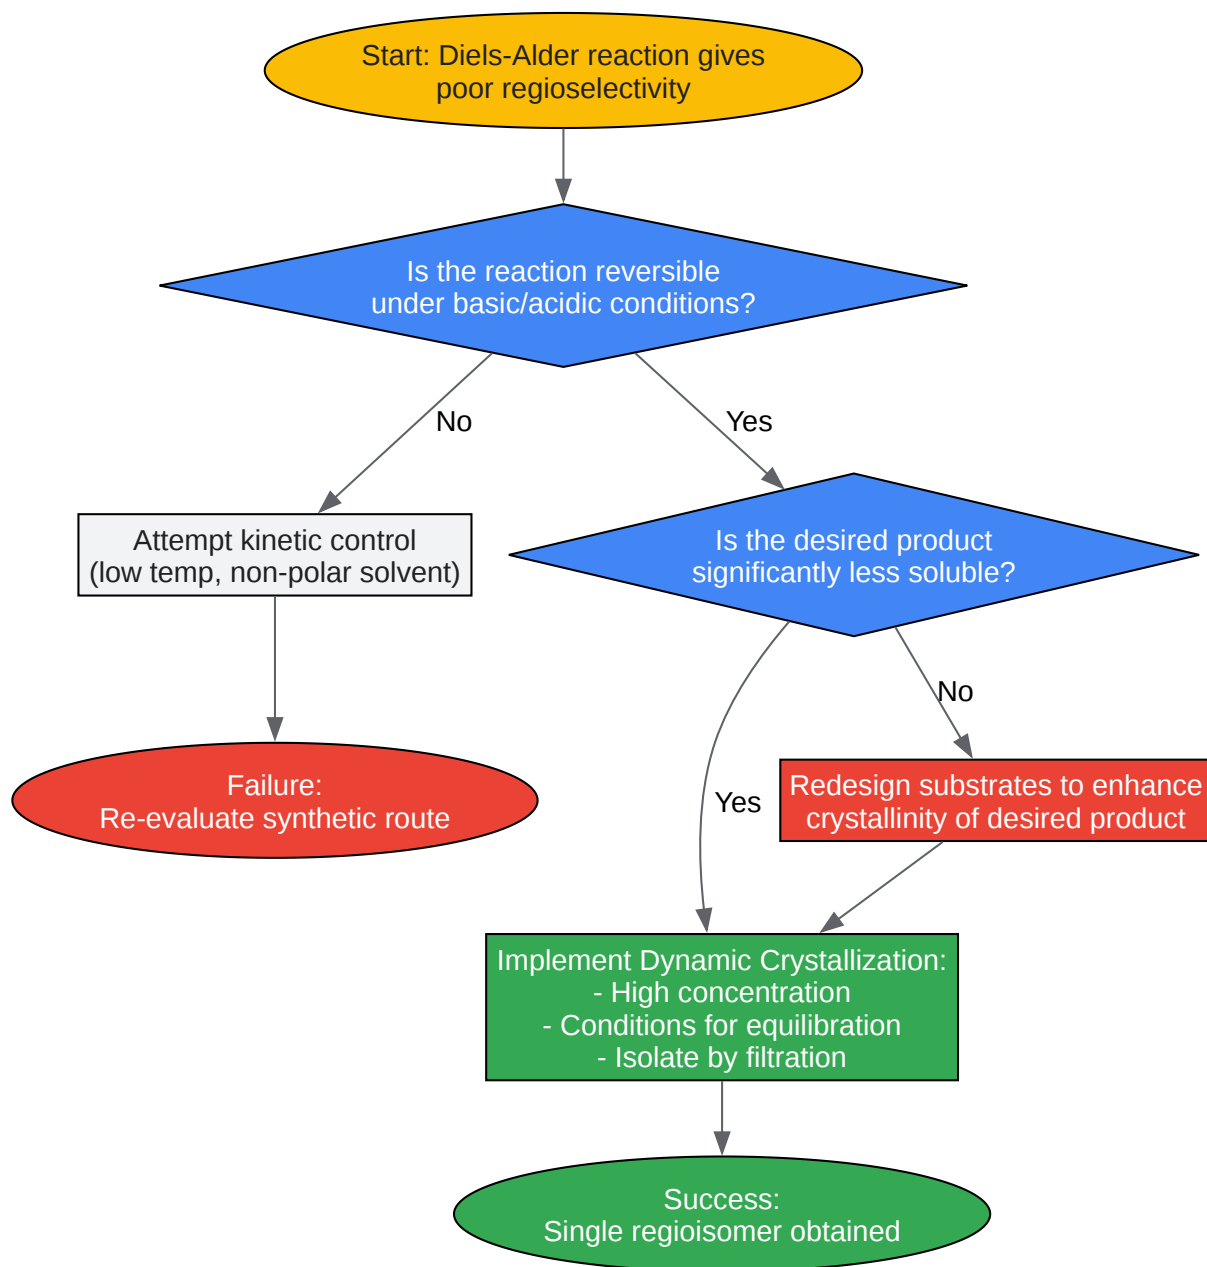 Start: Diels-Alder reaction gives
poor regioselectivity
Is the reaction reversible
under basic/acidic conditions?
No
Yes
Attempt kinetic control
(low temp, non-polar solvent)
Is the desired product
significantly less soluble?
No
Failure:
Re-evaluate synthetic route
Yes
Redesign substrates to enhance
crystallinity of desired product
Implement Dynamic Crystallization:
- High concentration
- Conditions for equilibration
- Isolate by filtration
Success:
Single regioisomer obtained